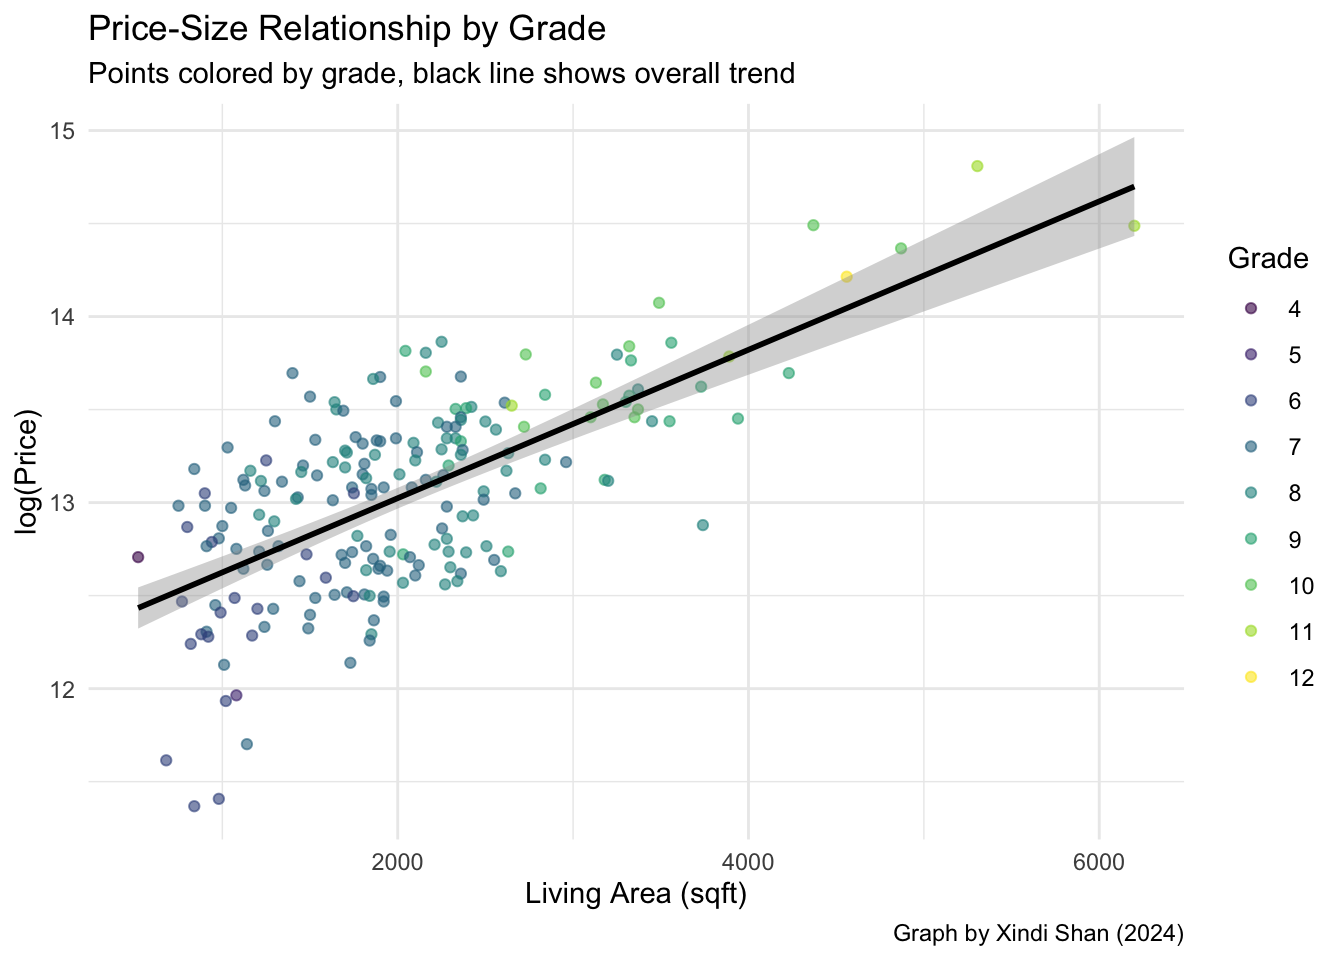 Price-Size Relationship by Grade
Points colored by grade, black line shows overall trend
15
14
13
12
log(Price)
2000
4000
6000
Living Area (sqft)
Grade
4
5
6
7
8
9
10
11
12
Graph by Xindi Shan (2024)